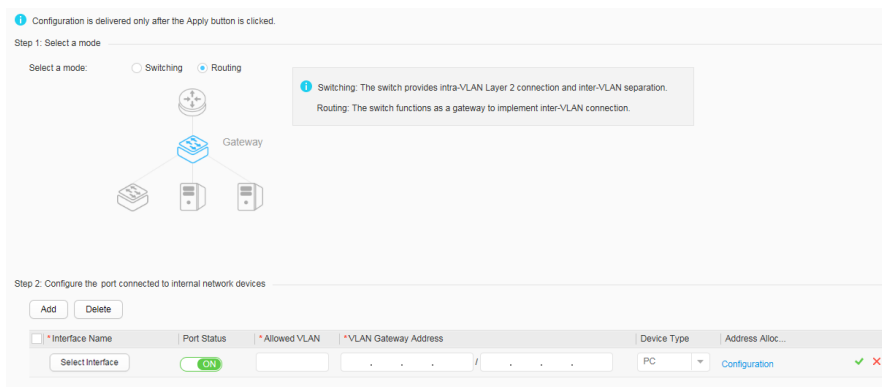 Configuration is delivered only after the Apply button is clicked.
Step 1: Select a mode
Select a mode: Switching Routing
Switching: The switch provides intra-VLAN Layer 2 connection and inter-VLAN separation.
Routing: The switch functions as a gateway to implement inter-VLAN connection.
Gateway
Step 2: Configure the port connected to internal network devices
Add Delete
*Interface Name Port Status *Allowed VLAN *VLAN Gateway Address Device Type Address Alloc...
Select Interface ON . . . / . . . PC Configuration